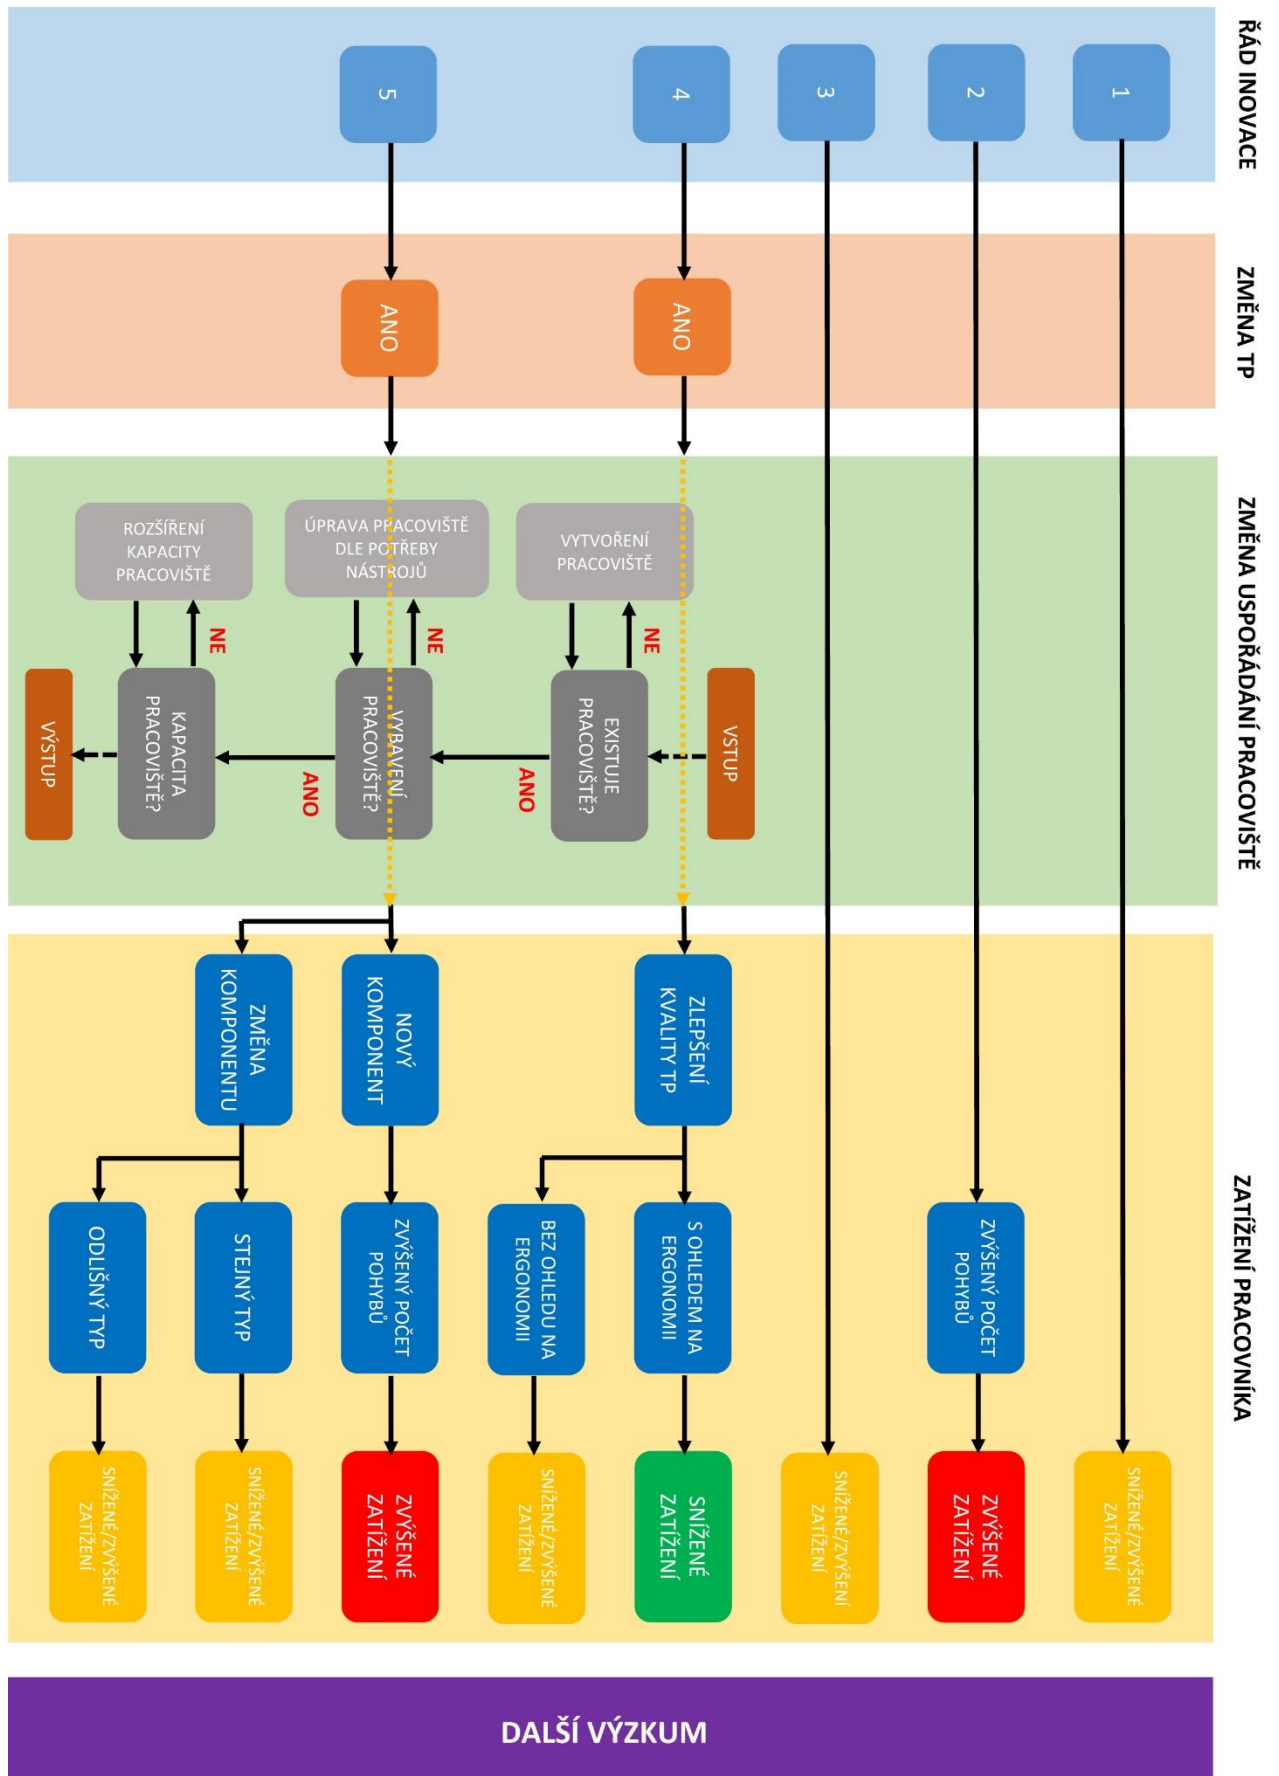 ŘÁD INOVACE
ZMĚNA TP
ZMĚNA USPOŘÁDÁNÍ PRACOVIŠTĚ
ZATÍŽENÍ PRACOVNÍKA
1
SNÍŽENÉ/ZVÝŠENÉ
ZATÍŽENÍ
2
ZVÝŠENÝ POČET
POHYBŮ
ZVÝŠENÉ
ZATÍŽENÍ
3
SNÍŽENÉ/ZVÝŠENÍ
ZATÍŽENÍ
4
ANO
VSTUP
VYTVOŘENÍ
PRACOVIŠTĚ
NE
EXISTUJE
PRACOVIŠTĚ?
ANO
ZLEPŠENÍ
KVALITY TP
S OHLEDEM NA
ERGONOMII
SNÍŽENÉ
ZATÍŽENÍ
BEZ OHLEDU NA
ERGONOMII
SNÍŽENÉ/ZVÝŠENÉ
ZATÍŽENÍ
5
ANO
ÚPRAVA PRACOVIŠTĚ
DLE POTŘEBY
NÁSTROJŮ
NE
VYBAVENÍ
PRACOVIŠTĚ?
ANO
NOVÝ
KOMPONENT
ZVÝŠENÝ POČET
POHYBŮ
ZVÝŠENÉ
ZATÍŽENÍ
ROZŠÍŘENÍ
KAPACITY
PRACOVIŠTĚ
NE
KAPACITA
PRACOVIŠTĚ?
VÝSTUP
ZMĚNA
KOMPONENTU
STEJNÝ TYP
SNÍŽENÉ/ZVÝŠENÉ
ZATÍŽENÍ
ODLIŠNÝ TYP
SNÍŽENÉ/ZVÝŠENÉ
ZATÍŽENÍ
DALŠÍ VÝZKUM